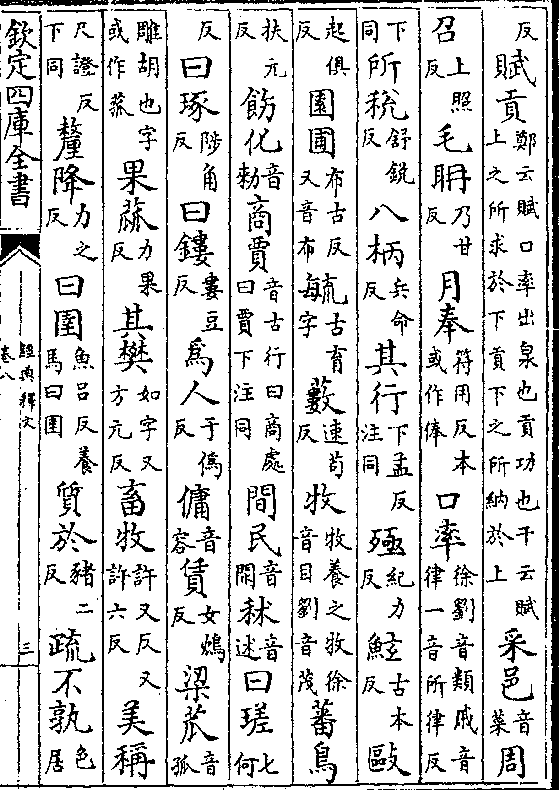 反賦貢鄭云賦口率出泉也貢功也干云賦上之所求於下貢下之所納於上采邑音菜周
召上照反毛聃乃甘反月奉符用反本或作俸口率徐劉音類戚音律一音所律反
下同所稅舒銳反八柄兵命反其行下孟反注同殛紀力反鮌古本反毆
起俱反園圃布古反又音布毓古育字藪速苟反牧牧養之牧徐音目劉音茂蕃鳥
扶元反飭化音勑商賈音古行曰商處曰賈下注同閒民音閑秫音述曰瑳七何
反曰琢陟角反曰鏤婁豆反爲人于僞反傭音容賃女鴆反粱苽音孤
雕胡也字或作菰果蓏力果反其樊如字又方元反畜牧許又反又許六反美稱
尺證反下同釐降力之反曰圉魚呂反養馬曰圉質於豬二反疏不孰色居
欽定四庫全書
經典釋文
卷八
三